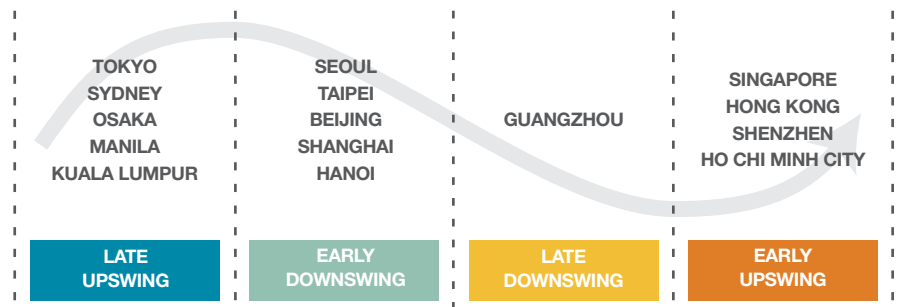 TOKYO
SYDNEY
OSAKA
MANILA
KUALA LUMPUR
LATE
UPSWING
SEOUL
TAIPEI
BEIJING
SHANGHAI
HANOI
EARLY
DOWNSWING
GUANGZHOU
LATE
DOWNSWING
SINGAPORE
HONG KONG
SHENZHEN
HO CHI MINH CITY
EARLY
UPSWING